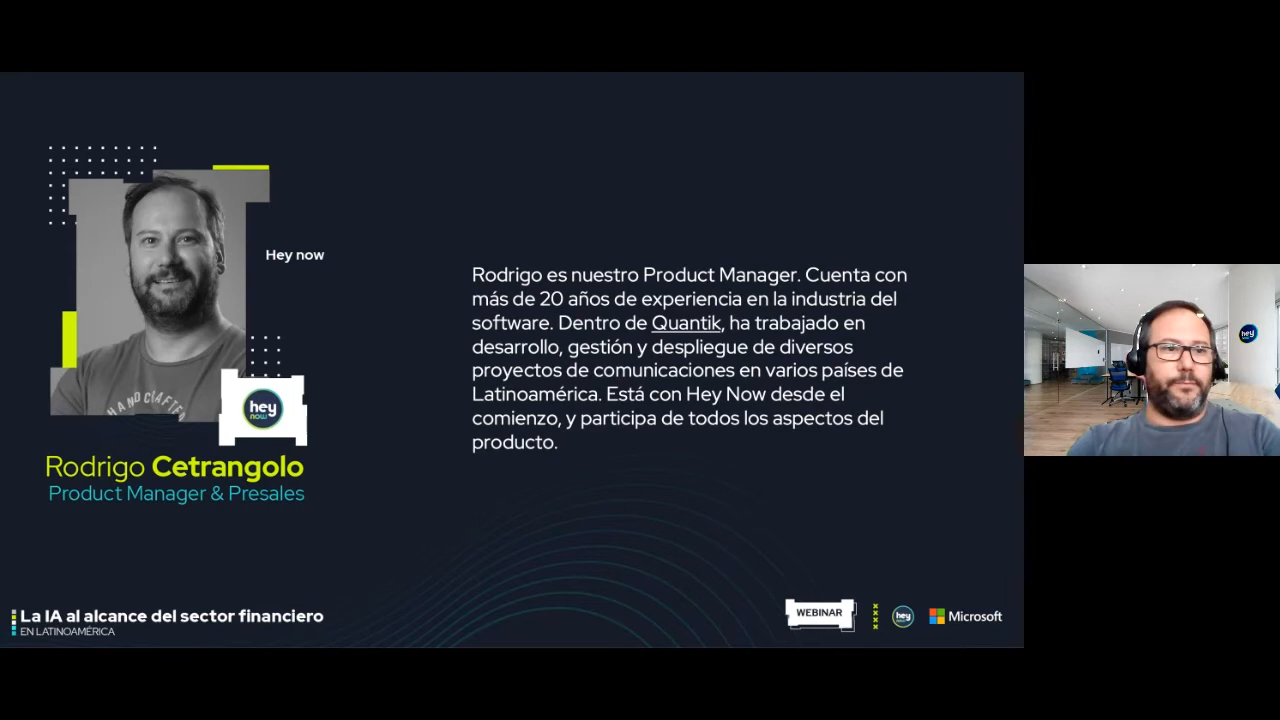 HANDCRAFTED
Hey now
hey
now
Rodrigo Cetrangolo
Product Manager & Presales
Rodrigo es nuestro Product Manager. Cuenta con
más de 20 años de experiencia en la industria del
software. Dentro de Quantik, ha trabajado en
desarrollo, gestión y despliegue de diversos
proyectos de comunicaciones en varios países de
Latinoamérica. Está con Hey Now desde el
comienzo, y participa de todos los aspectos del
producto.
hey
La IA al alcance del sector financiero
EN LATINOAMÉRICA
WEBINAR
hey
Microsoft